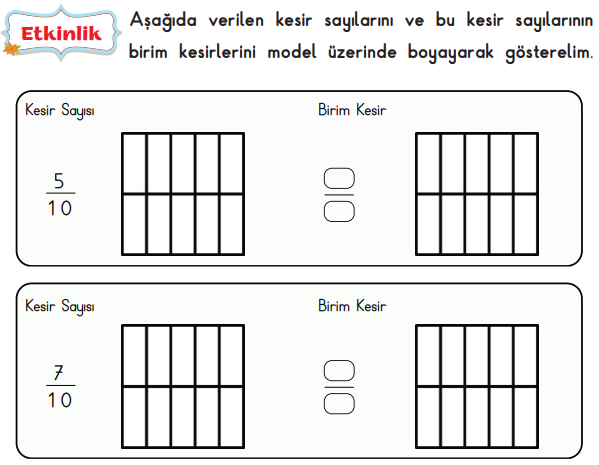 Etkinlik
Aşağıda verilen kesir sayılarını ve bu kesir sayılarının
birim kesirlerini model üzerinde boyayarak gösterelim.
Kesir Sayısı
Birim Kesir
5
10
Kesir Sayısı
Birim Kesir
7
10